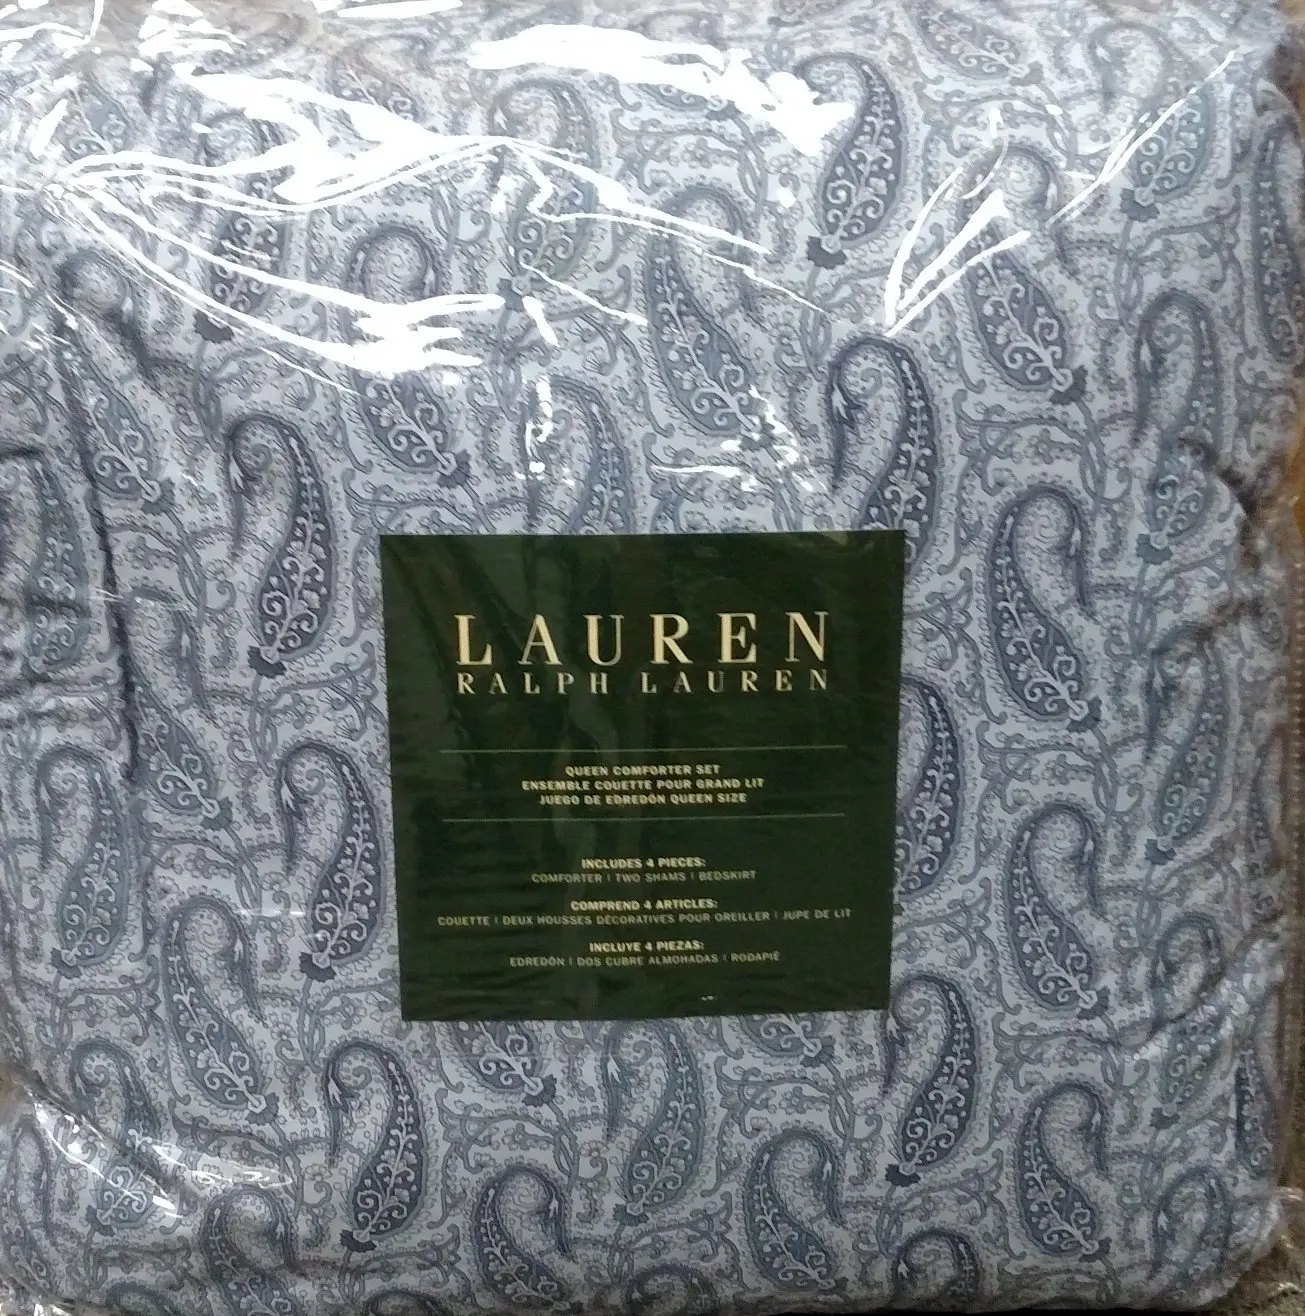 LAUREN
RALPH LAUREN
QUEEN COMFORTER SET
ENSEMBLE COUETTE POUR GRAND LIT
JUEGO DE EDREDÓN QUEEN SIZE
INCLUDES 4 PIECES:
COMFORTER | TWO SHAMS | BEDSKIRT
COMPREND 4 ARTICLES:
COUETTE | DEUX HOUSSES DÉCORATIVES POUR OREILLER | JUPE DE LIT
INCLUYE 4 PIEZAS:
EDREDÓN | DOS CUBRE ALMOHADAS | RODAPIÉ